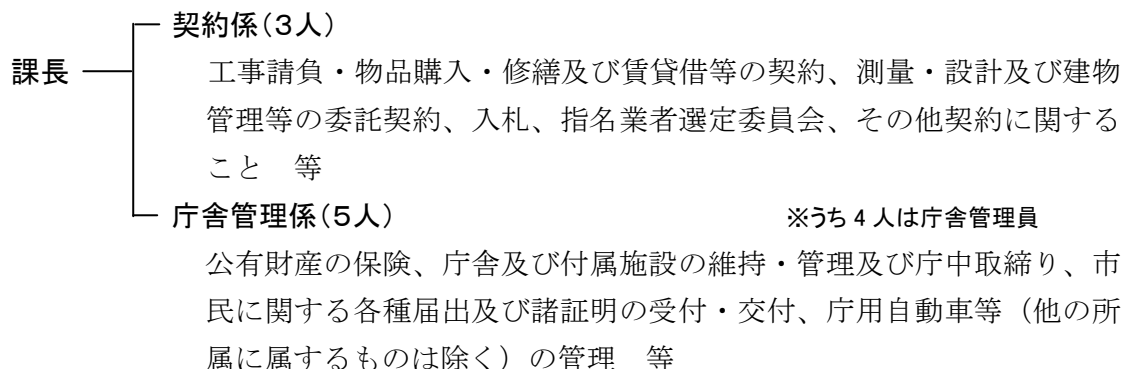 契約係(3人)
課長
工事請負・物品購入・修繕及び賃貸借等の契約、測量・設計及び建物
管理等の委託契約、入札、指名業者選定委員会、その他契約に関する
こと　等
庁舎管理係(5人)　※うち4人は庁舎管理員
公有財産の保険、庁舎及び付属施設の維持・管理及び庁中取締り、市
民に関する各種届出及び諸証明の受付・交付、庁用自動車等（他の所
属に属するものは除く）の管理　等